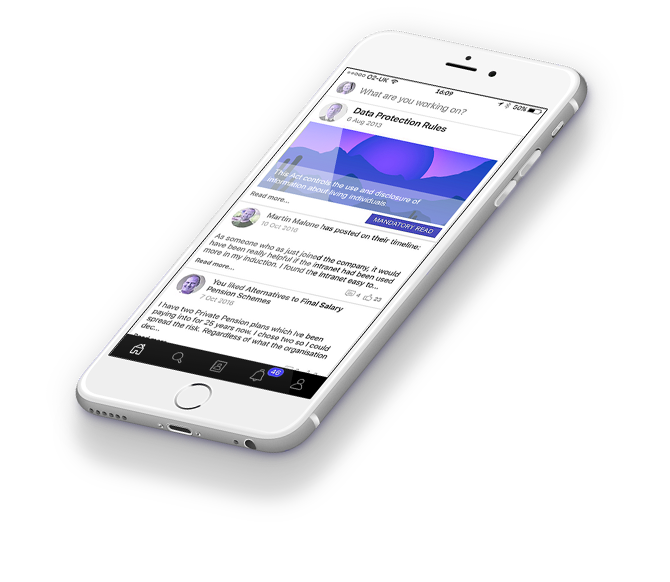 O2-UK 16:09 50%
What are you working on?
Data Protection Rules
6 Aug 2013
This Act controls the use and disclosure of
information about living individuals.
Read more...
MANDATORY READ
Martin Malone has posted on their timeline:
10 Oct 2016
As someone who as just joined the company, it would
have been really helpful if the intranet had been used
more in my induction. I found the intranet easy to...
Read more...
4 23
You liked Alternatives to Final Salary
Pension Schemes
7 Oct 2016
I have two Private Pension plans which Ive been
paying into for 25 years now. I chose two so I could
spread the risk. Regardless of what the organisation
dec...
46